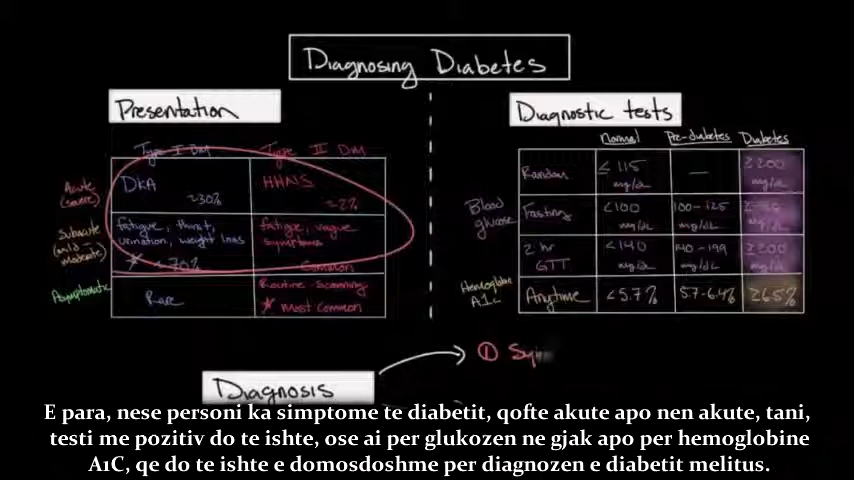 Diagnosing Diabetes
Presentation
Type I DM Type II DM
Acute (severe)
DKA ≈30%
HHNS ≈2%
Subacute (mild - moderate)
fatigue, thirst, urination, weight loss
70%
fatigue, vague symptoms
Common
Asymptomatic
Rare
Routine-Screening
* Most Common
Diagnostic tests
Normal Pre-diabetes Diabetes
Blood glucose
Random ≤ 115 mg/dL — ≥200 mg/dL
Fasting <100 mg/dL 100-125 mg/dL mg/dL
2 hr GTT <140 mg/dL 140-199 mg/dL ≥200 mg/dL
Hemoglobin A1c
Anytime <5.7% 5.7-6.4% ≥6.5%
Diagnosis
① Sym
E para, nese personi ka simptome te diabetit, qofte akute apo nen akute, tani,
testi me pozitiv do te ishte, ose ai per glukozen ne gjak apo per hemoglobine
A1C, qe do te ishte e domosdoshme per diagnozen e diabetit melitus.